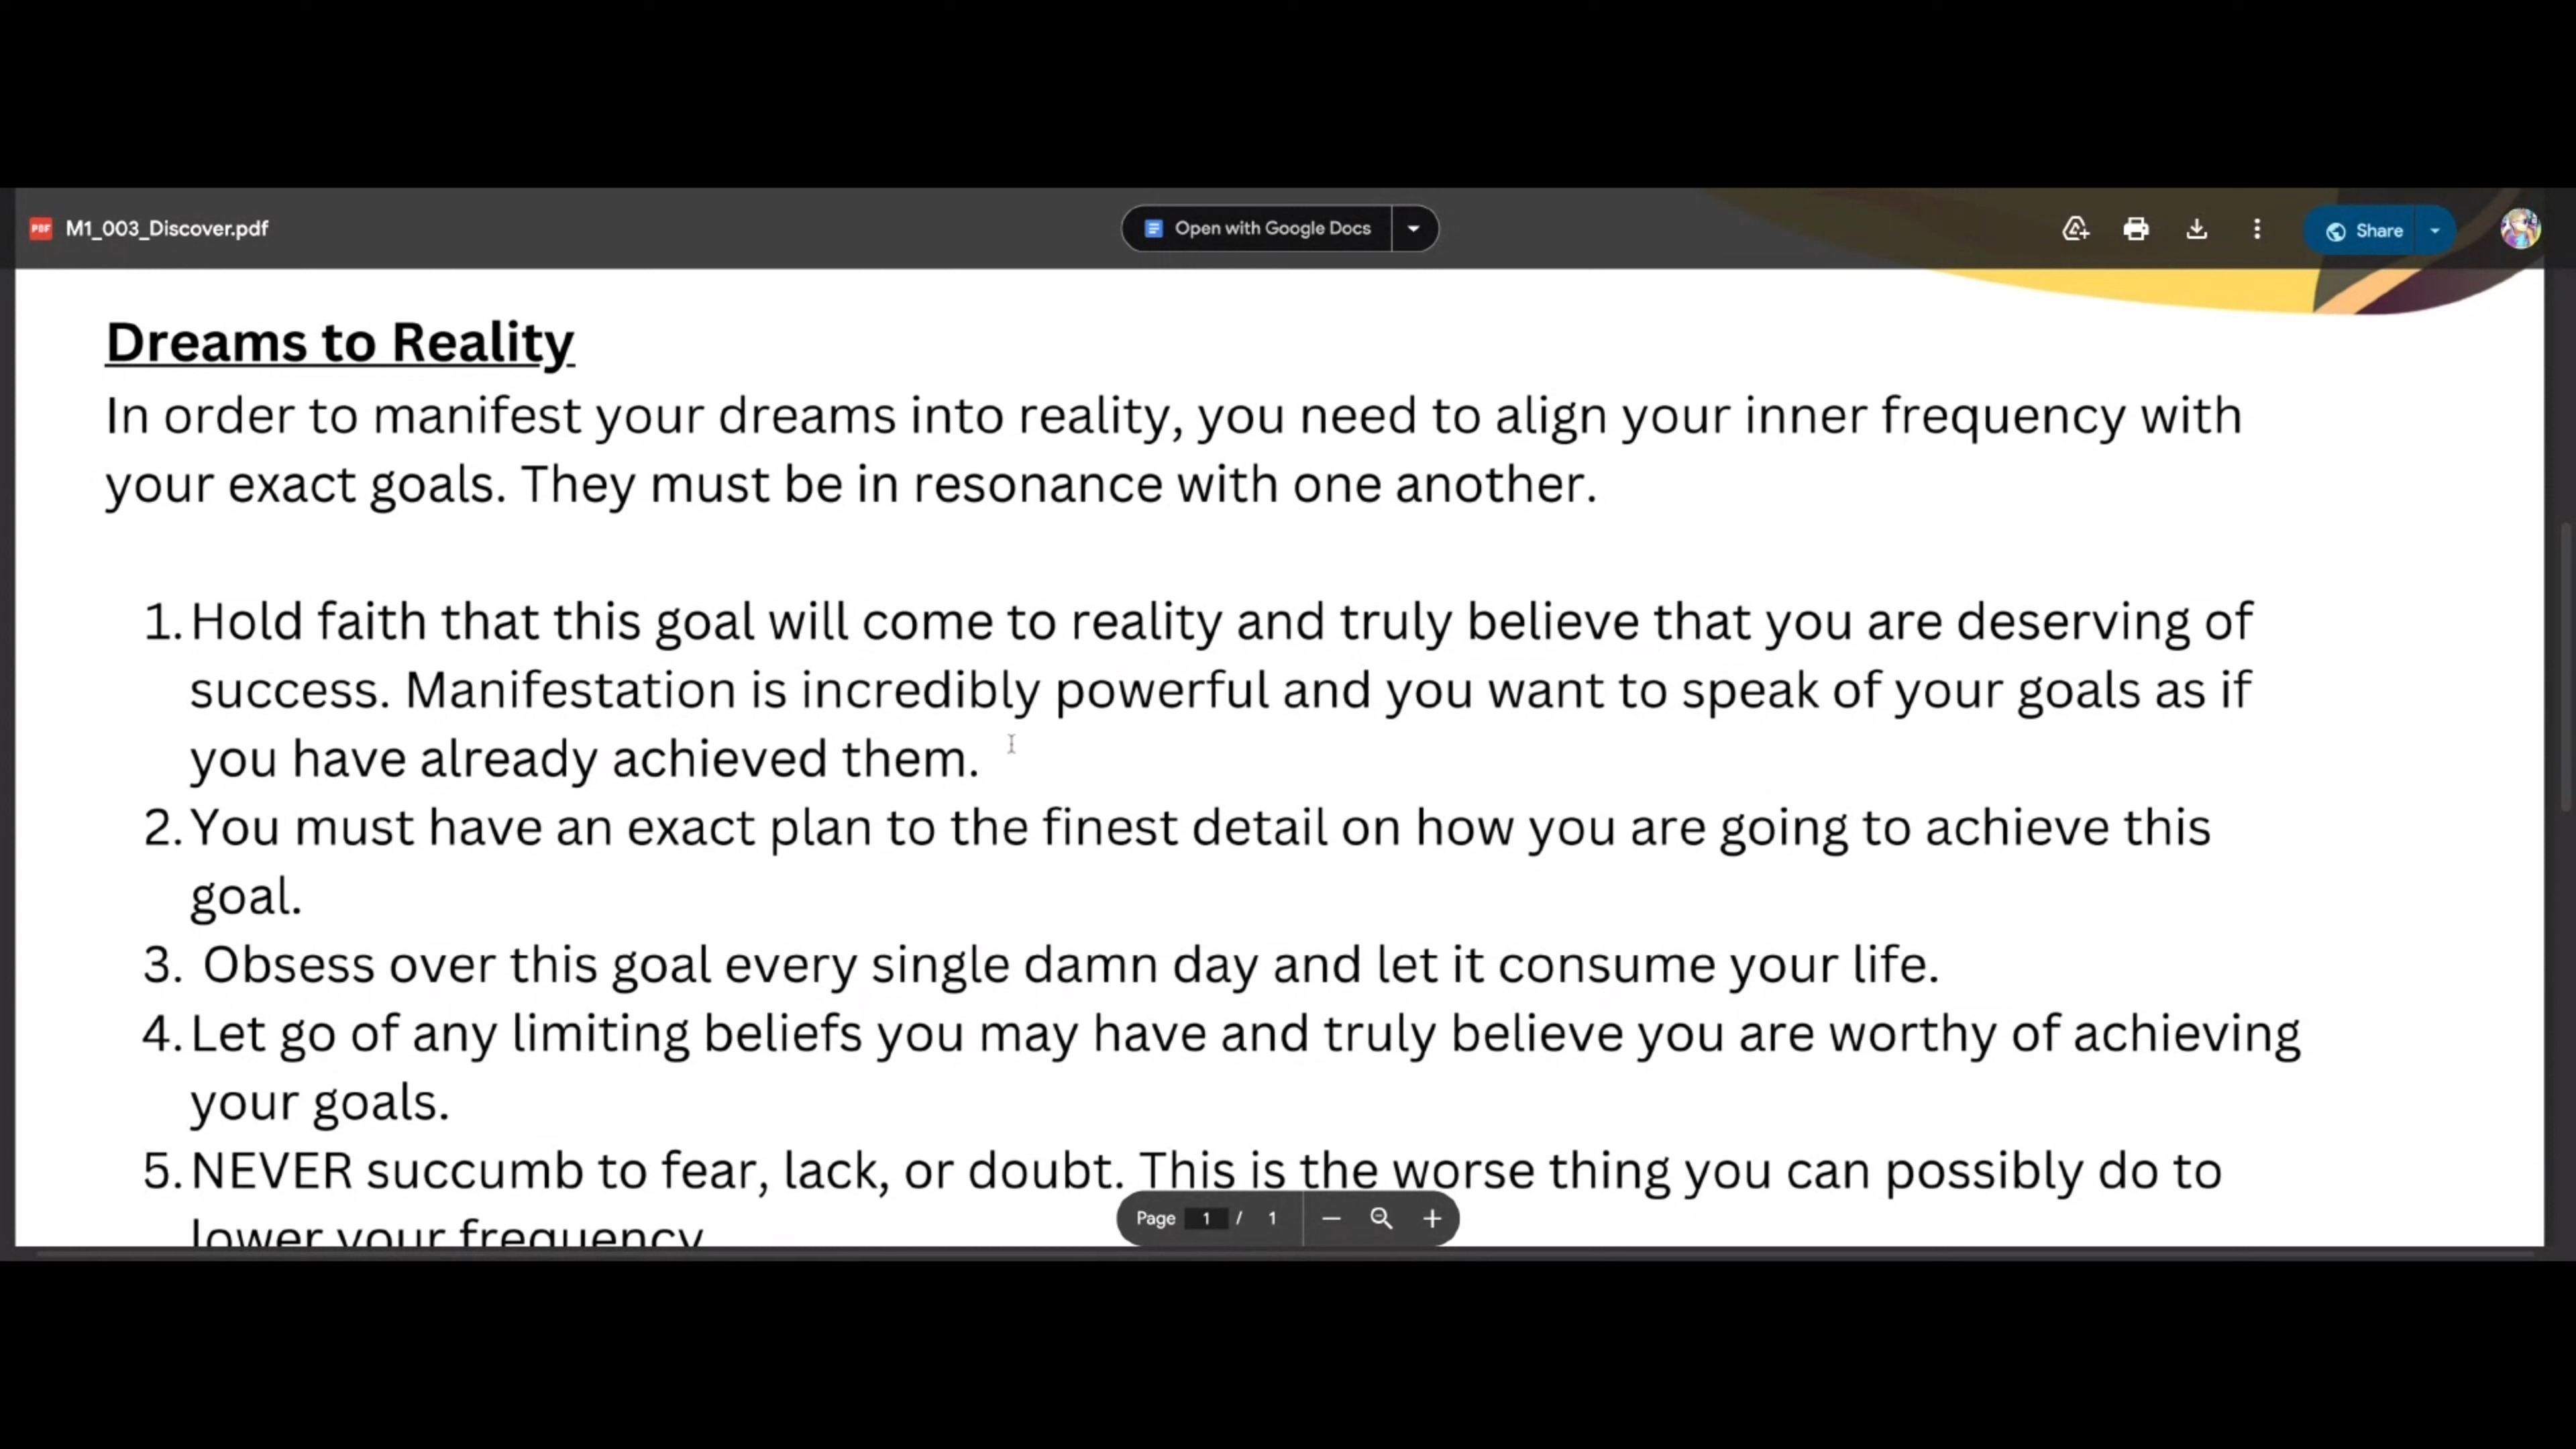 PDF M1_003_Discover.pdf
Open with Google Docs
Share
Dreams to Reality
In order to manifest your dreams into reality, you need to align your inner frequency with
your exact goals. They must be in resonance with one another.
1. Hold faith that this goal will come to reality and truly believe that you are deserving of
success. Manifestation is incredibly powerful and you want to speak of your goals as if
you have already achieved them.
2. You must have an exact plan to the finest detail on how you are going to achieve this
goal.
3. Obsess over this goal every single damn day and let it consume your life.
4. Let go of any limiting beliefs you may have and truly believe you are worthy of achieving
your goals.
5. NEVER succumb to fear, lack, or doubt. This is the worse thing you can possibly do to
lower your frequency
Page 1 / 1